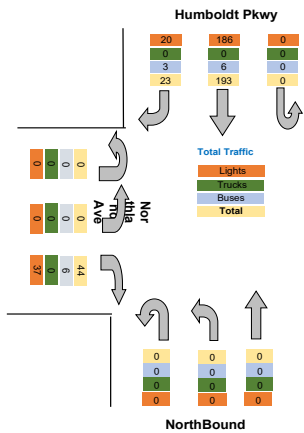 Humboldt Pkwy
20 186 0
0 0 0
3 6 0
23 193 0
Total Traffic
Lights
Trucks
Buses
Total
0 0 0 0
0 0 0 0
Nor
thla
Ave
37 0 6 44
0 0 0
0 0 0
0 0 0
0 0 0
NorthBound